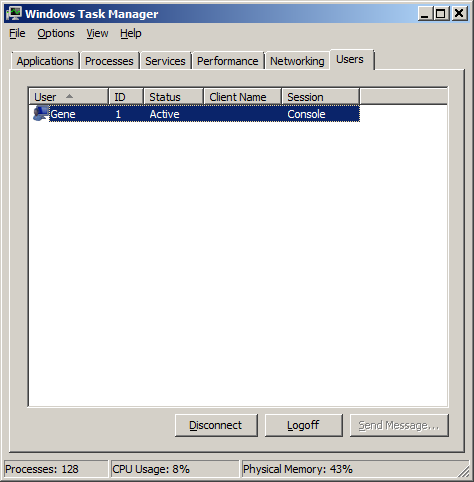 Windows Task Manager
File Options View Help
Applications Processes Services Performance Networking Users
User ID Status Client Name Session
Gene 1 Active Console
Disconnect Logoff Send Message...
Processes: 128 CPU Usage: 8% Physical Memory: 43%